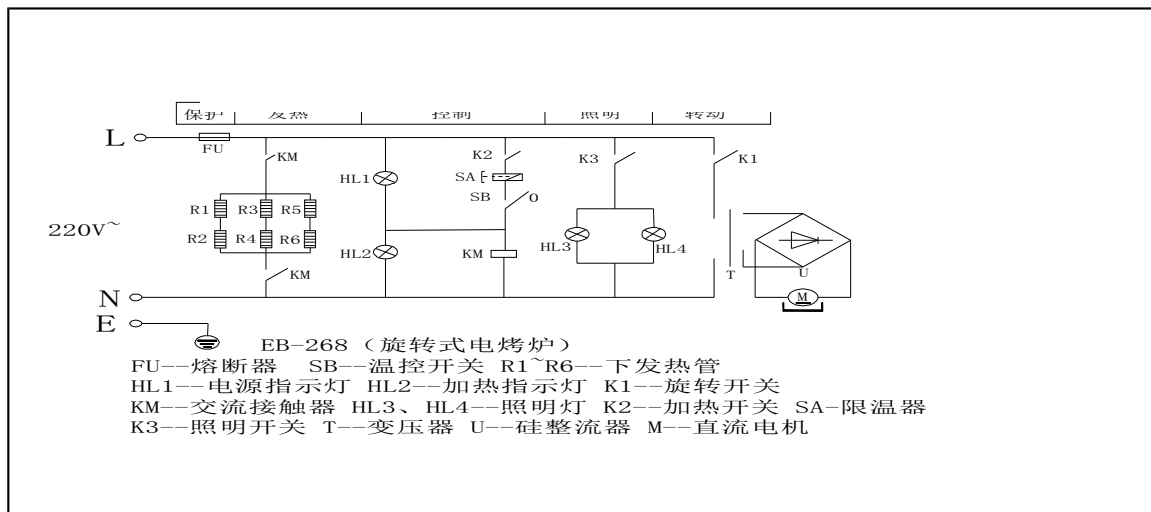 保护 发热 控制 照明 转动
L
FU
KM
K2
K3
K1
HL1
SA
SB
0
R1 R3 R5
220V~
R2 R4 R6
HL2
KM
HL3
HL4
KM
T
U
M
N
E
EB-268（旋转式电烤炉）
FU--熔断器 SB--温控开关 R1~R6--下发热管
HL1--电源指示灯 HL2--加热指示灯 K1--旋转开关
KM--交流接触器 HL3、HL4--照明灯 K2--加热开关 SA-限温器
K3--照明开关 T--变压器 U--硅整流器 M--直流电机